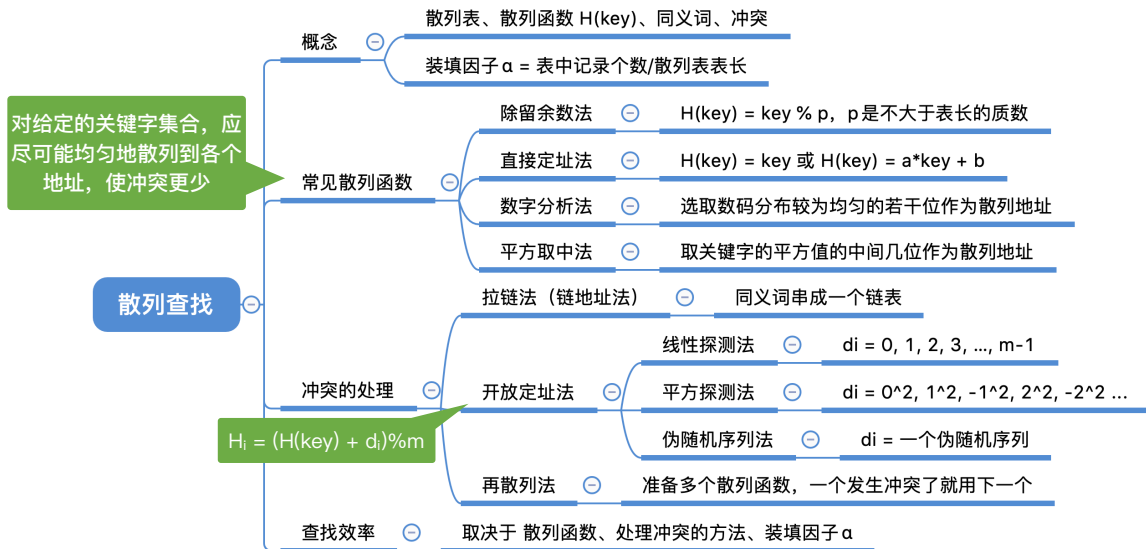 散列查找
概念
散列表、散列函数 H(key)、同义词、冲突
装填因子α = 表中记录个数/散列表表长
对给定的关键字集合，应
尽可能均匀地散列到各个
地址，使冲突更少
常见散列函数
除留余数法
H(key) = key % p，p是不大于表长的质数
直接定址法
H(key) = key 或 H(key) = a*key + b
数字分析法
选取数码分布较为均匀的若干位作为散列地址
平方取中法
取关键字的平方值的中间几位作为散列地址
冲突的处理
拉链法（链地址法）
同义词串成一个链表
开放定址法
Hᵢ = (H(key) + dᵢ)%m
线性探测法
di = 0, 1, 2, 3, ..., m-1
平方探测法
di = 0^2, 1^2, -1^2, 2^2, -2^2 ...
伪随机序列法
di = 一个伪随机序列
再散列法
准备多个散列函数，一个发生冲突了就用下一个
查找效率
取决于 散列函数、处理冲突的方法、装填因子α